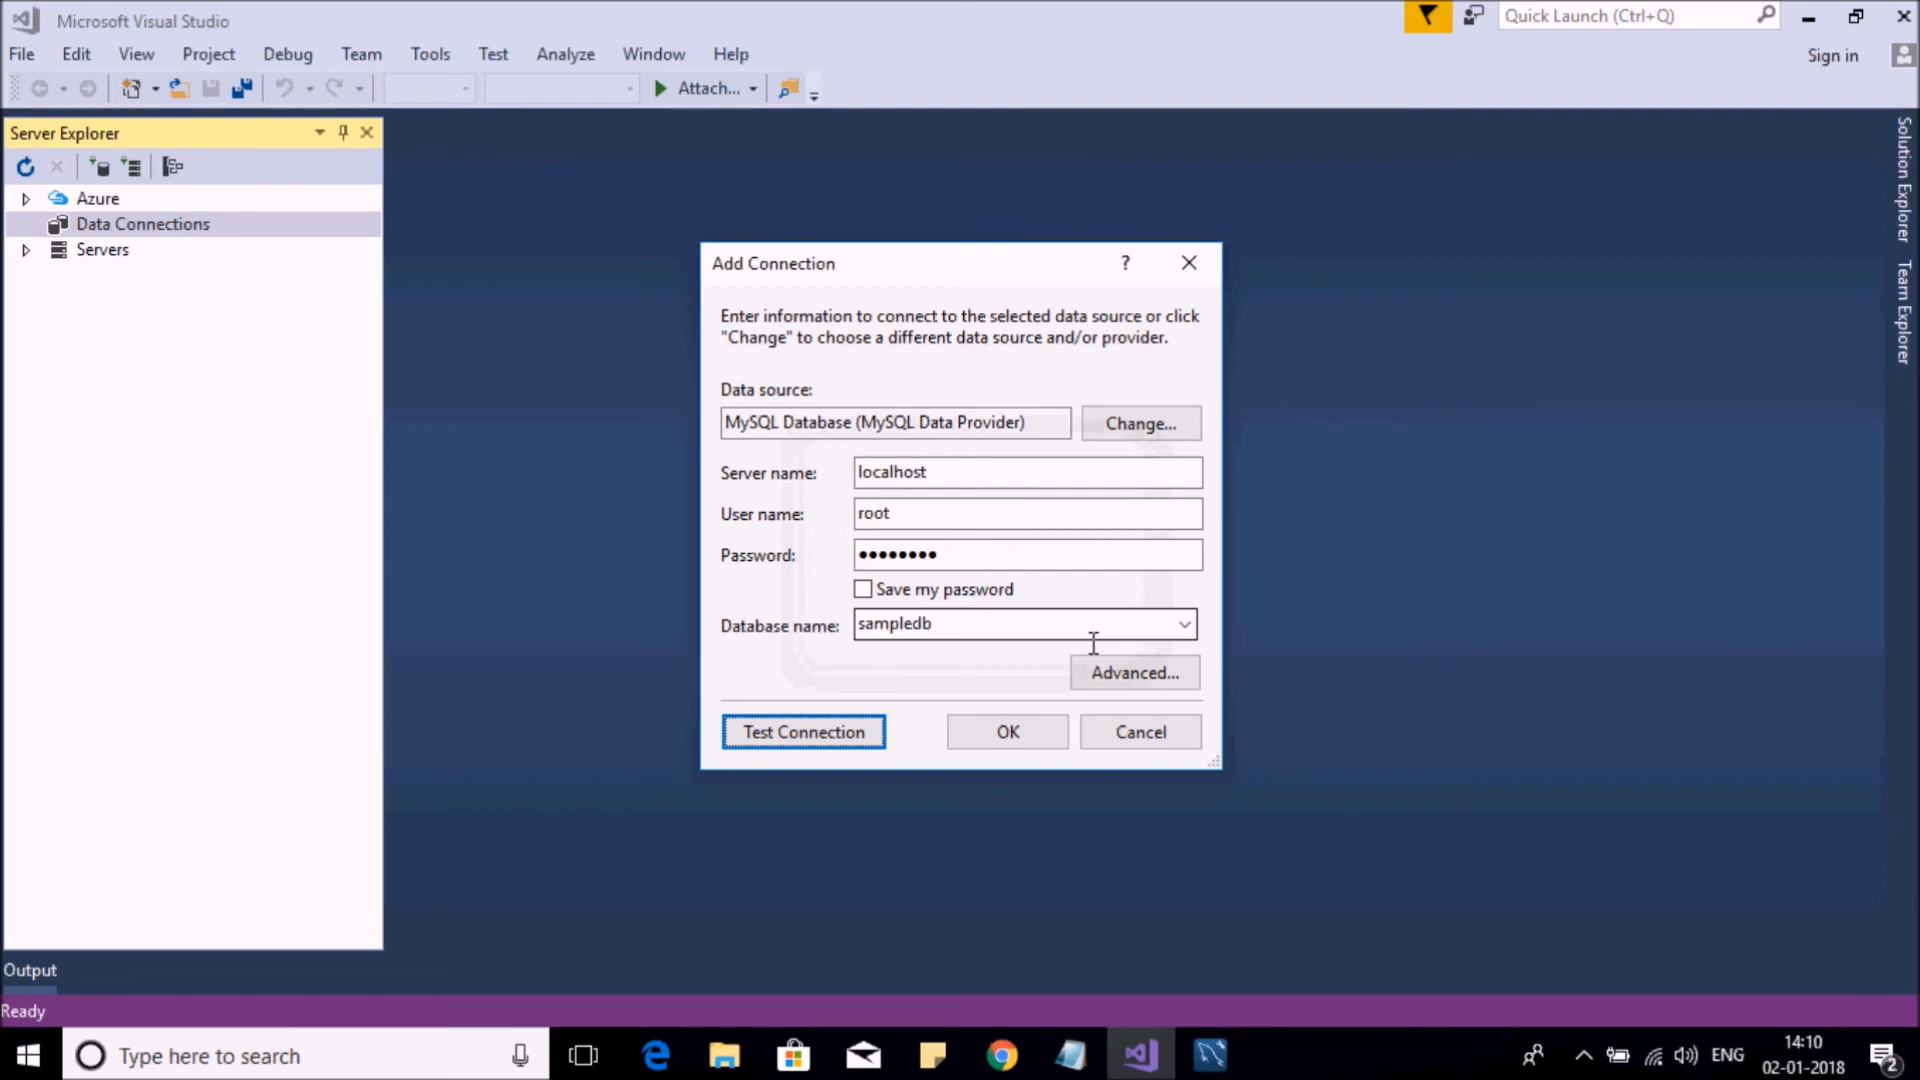 Microsoft Visual Studio
Quick Launch (Ctrl+Q)
File Edit View Project Debug Team Tools Test Analyze Window Help
Sign in
Attach...
Server Explorer
Azure
Data Connections
Servers
Solution Explorer
Team Explorer
Add Connection
?
Enter information to connect to the selected data source or click
"Change" to choose a different data source and/or provider.
Data source:
MySQL Database (MySQL Data Provider)
Change...
Server name:
localhost
User name:
root
Password:
••••••••
Save my password
Database name:
sampledb
Advanced...
Test Connection
OK
Cancel
Output
Ready
Type here to search
ENG
14:10
02-01-2018
2